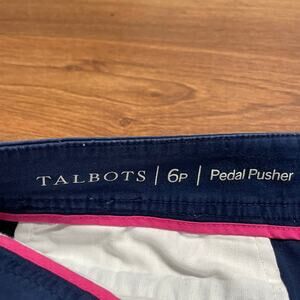 TALBOTS | 6P | Pedal Pusher